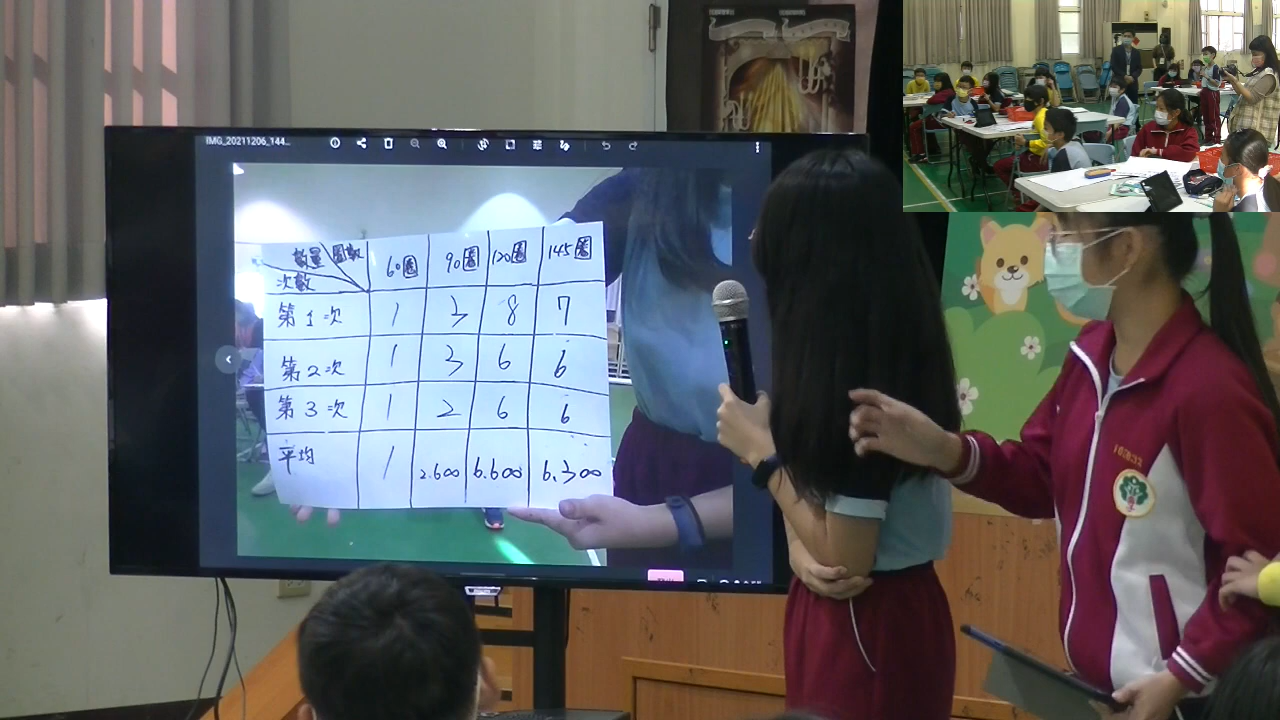 IMG_20211206_144...
數量 圈數
次數
60圈 90圈 120圈 145圈
第1次 1 3 8 7
第2次 1 3 6 6
第3次 1 2 6 6
平均 1 2.600 6.600 6.300